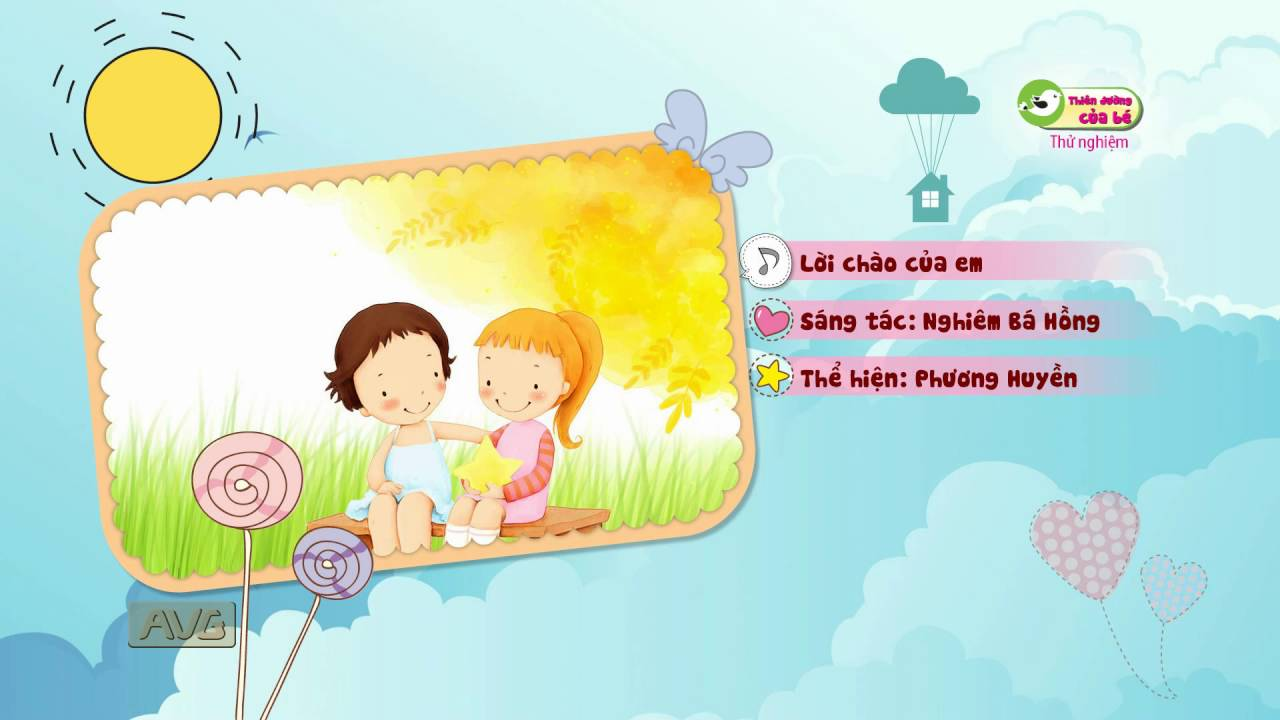 Thiên đường
của bé
Thử nghiệm
Lời chào của em
Sáng tác: Nghiêm Bá Hồng
Thể hiện: Phương Huyền
AVG